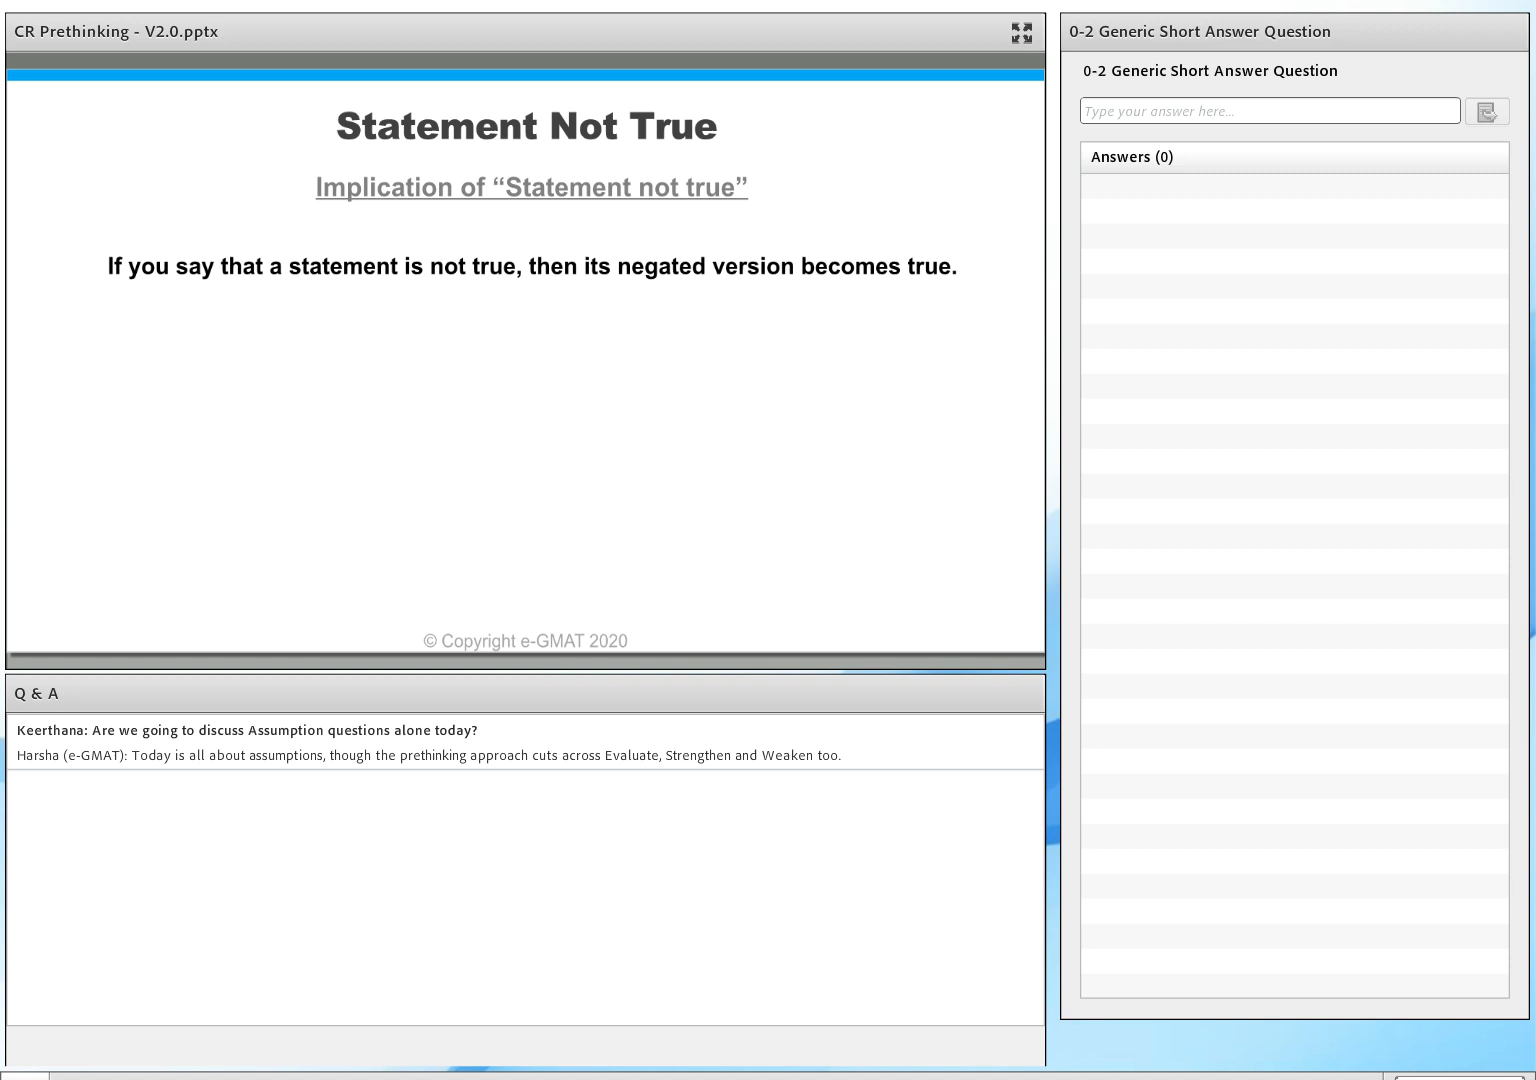 CR Prethinking - V2.0.pptx
Statement Not True
Implication of “Statement not true”
If you say that a statement is not true, then its negated version becomes true.
© Copyright e-GMAT 2020
Q & A
Keerthana: Are we going to discuss Assumption questions alone today?
Harsha (e-GMAT): Today is all about assumptions, though the prethinking approach cuts across Evaluate, Strengthen and Weaken too.
0-2 Generic Short Answer Question
0-2 Generic Short Answer Question
Type your answer here...
Answers (0)